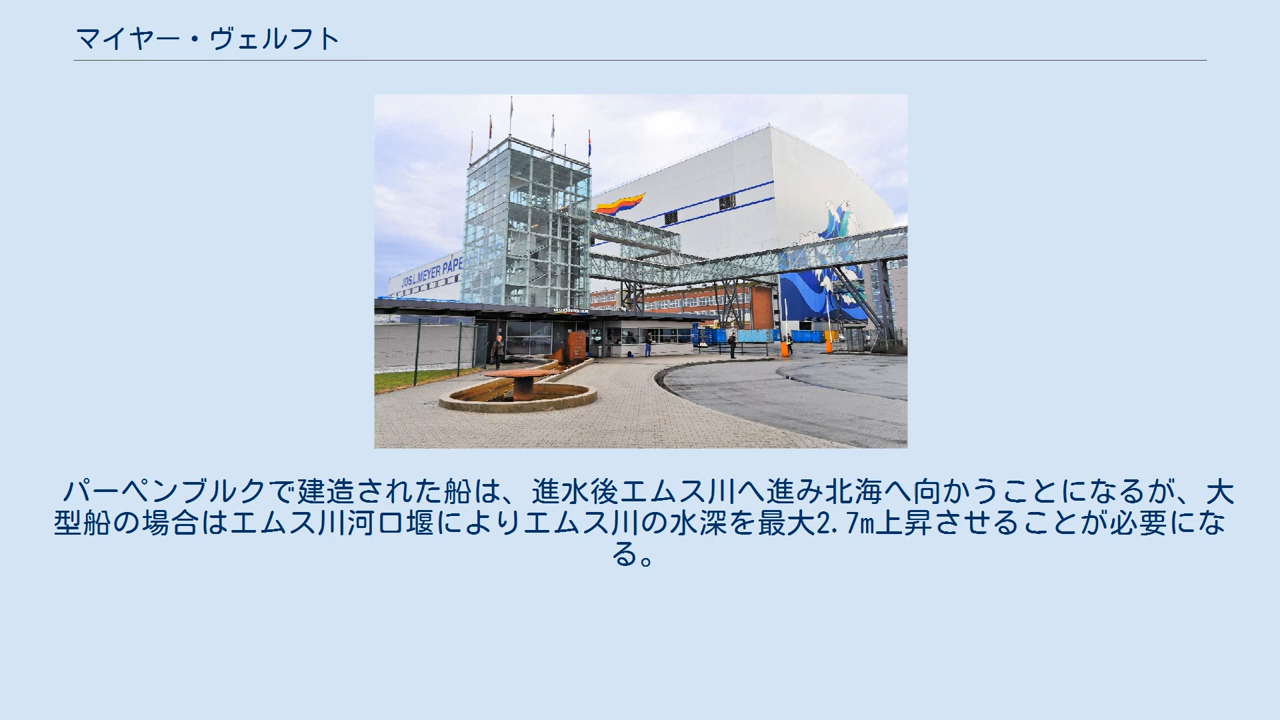 マイヤー・ヴェルフト
JOS.L.MEYER PAPE
パーペンブルクで建造された船は、進水後エムス川へ進み北海へ向かうことになるが、大
型船の場合はエムス川河口堰によりエムス川の水深を最大2.7m上昇させることが必要にな
る。